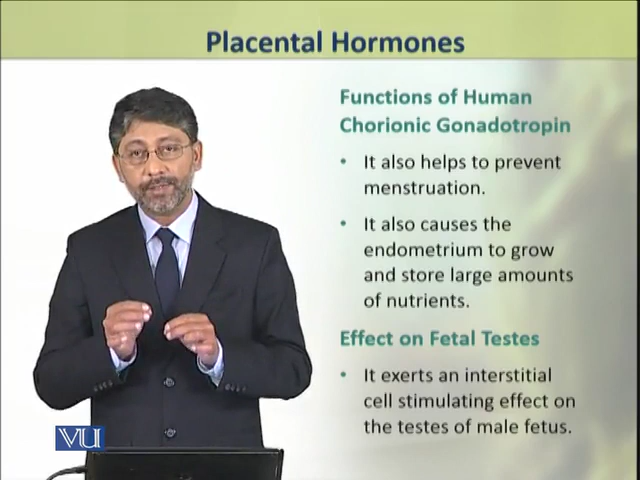 Placental Hormones
Functions of Human
Chorionic Gonadotropin
• It also helps to prevent
menstruation.
• It also causes the
endometrium to grow
and store large amounts
of nutrients.
Effect on Fetal Testes
• It exerts an interstitial
cell stimulating effect on
the testes of male fetus.
VU